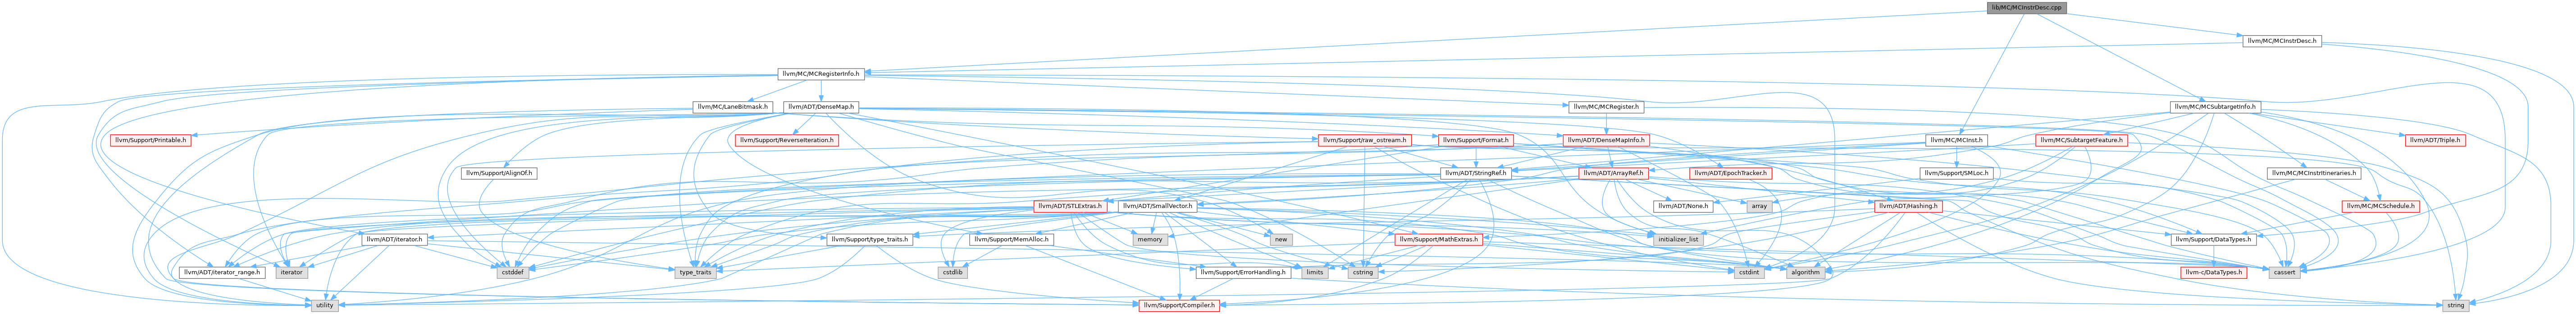 lib/MC/MCInstrDesc.cpp
llvm/MC/MCInstrDesc.h
llvm/MC/MCRegisterInfo.h
llvm/MC/LaneBitmask.h
llvm/ADT/DenseMap.h
llvm/MC/MCRegister.h
llvm/MC/MCSubtargetInfo.h
llvm/Support/Printable.h
llvm/Support/ReverseIteration.h
llvm/Support/raw_ostream.h
llvm/Support/Format.h
llvm/ADT/DenseMapInfo.h
llvm/MC/MCInst.h
llvm/MC/SubtargetFeature.h
llvm/ADT/Triple.h
llvm/Support/AlignOf.h
llvm/ADT/StringRef.h
llvm/ADT/ArrayRef.h
llvm/ADT/EpochTracker.h
llvm/Support/SMLoc.h
llvm/MC/MCInstrItineraries.h
llvm/ADT/STLExtras.h
llvm/ADT/SmallVector.h
llvm/ADT/None.h
array
llvm/ADT/Hashing.h
llvm/MC/MCSchedule.h
llvm/ADT/iterator.h
llvm/Support/type_traits.h
llvm/Support/MemAlloc.h
memory
new
llvm/Support/MathExtras.h
initializer_list
llvm/Support/DataTypes.h
llvm/ADT/iterator_range.h
iterator
cstddef
type_traits
cstdlib
llvm/Support/ErrorHandling.h
limits
cstring
cstdint
algorithm
llvm-c/DataTypes.h
cassert
utility
llvm/Support/Compiler.h
string